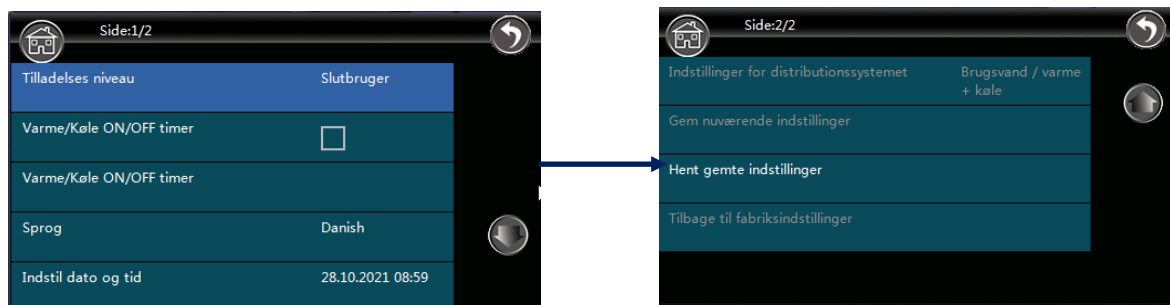 Side:1/2
Tilladelses niveau Slutbruger
Varme/Køle ON/OFF timer
Varme/Køle ON/OFF timer
Sprog Danish
Indstil dato og tid 28.10.2021 08:59
Side:2/2
Indstillinger for distributionssystemet Brugsvand / varme
+ køle
Gem nuværende indstillinger
Hent gemte indstillinger
Tilbage til fabriksindstillinger